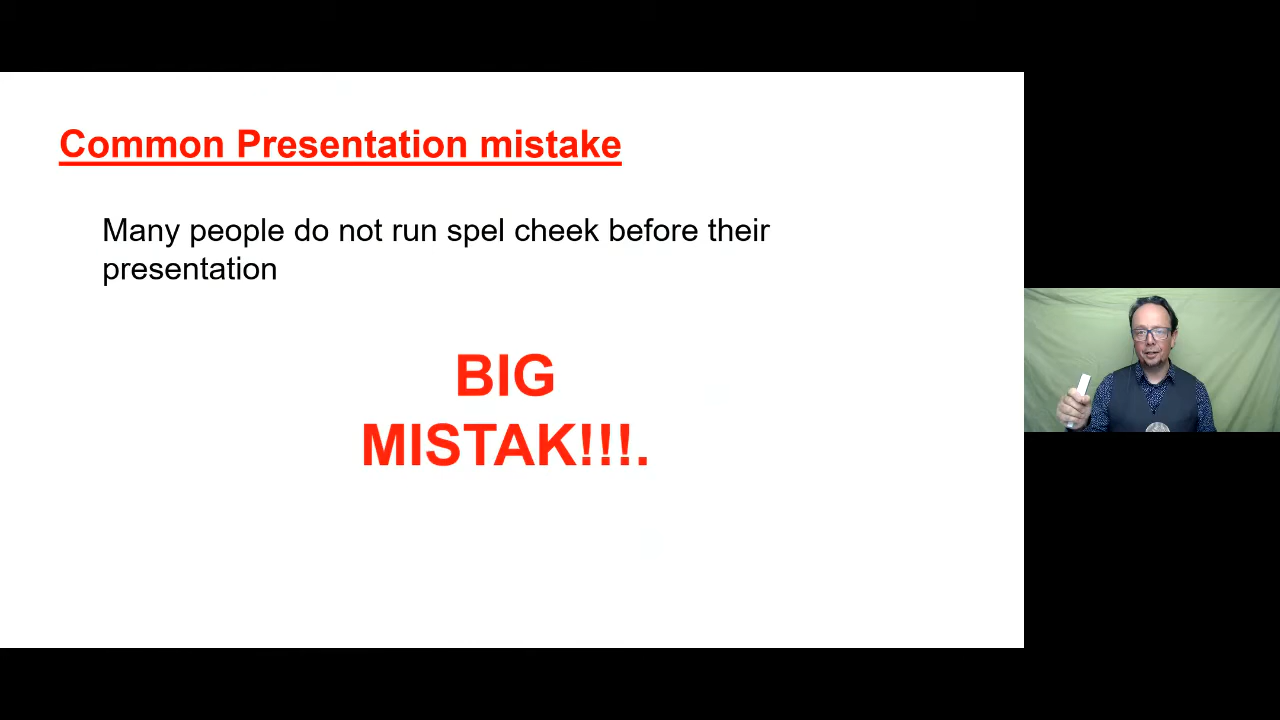 Common Presentation mistake
Many people do not run spel cheek before their
presentation
BIG
MISTAK!!!.